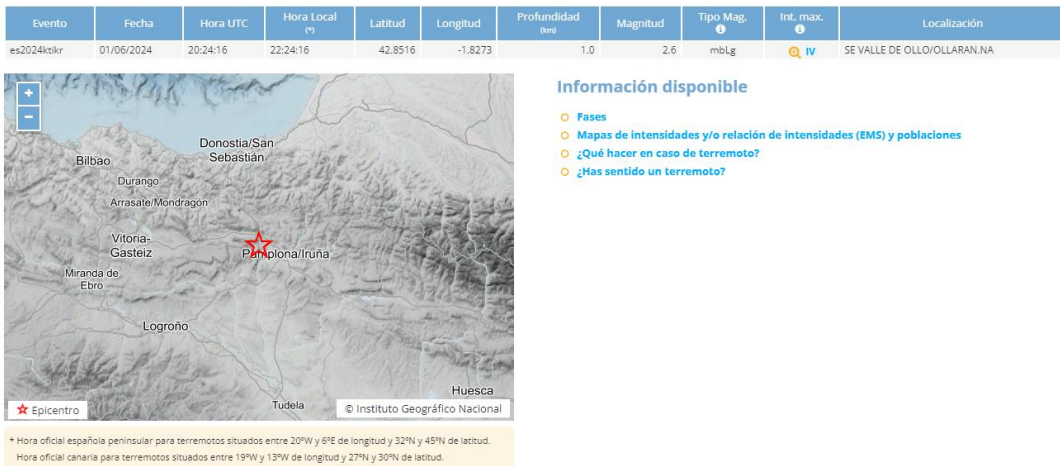 Evento Fecha Hora UTC Hora Local (*) Latitud Longitud Profundidad (km) Magnitud Tipo Mag. Int. max. Localización
es2024ktikr 01/06/2024 20:24:16 22:24:16 42.8516 -1.8273 1.0 2.6 mbLg IV SE VALLE DE OLLO/OLLARAN.NA
+
-
Donostia/San
Sebastián
Bilbao
Durango
Arrasate/Mondragón
Vitoria-
Gasteiz
Pamplona/Iruña
Miranda de
Ebro
Logroño
Huesca
Tudela
Epicentro
© Instituto Geográfico Nacional
* Hora oficial española peninsular para terremotos situados entre 20ºW y 6ºE de longitud y 32ºN y 45ºN de latitud.
Hora oficial canaria para terremotos situados entre 19ºW y 13ºW de longitud y 27ºN y 30ºN de latitud.
Información disponible
Fases
Mapas de intensidades y/o relación de intensidades (EMS) y poblaciones
¿Qué hacer en caso de terremoto?
¿Has sentido un terremoto?